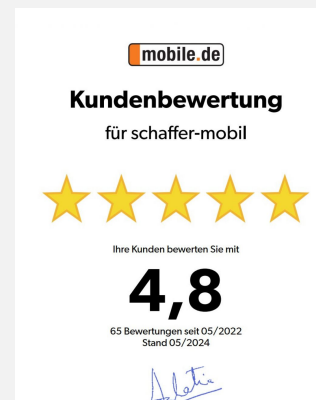 mobile.de
Kundenbewertung
für schaffer-mobil
Ihre Kunden bewerten Sie mit
4,8
65 Bewertungen seit 05/2022
Stand 05/2024